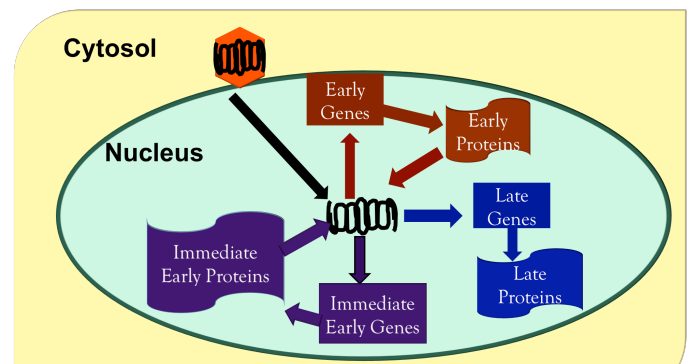 Cytosol
Early
Genes
Early
Proteins
Nucleus
Late
Genes
Immediate
Early Proteins
Late
Proteins
Immediate
Early Genes